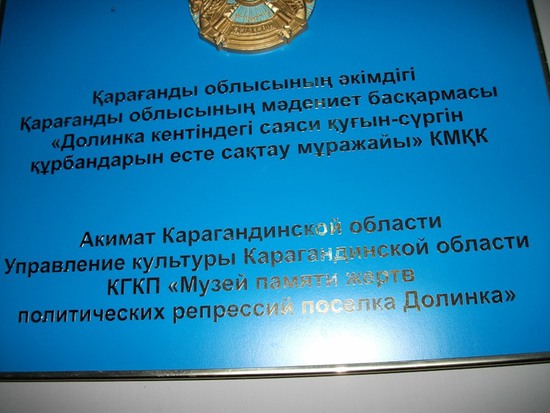 ҚАЗАҚСТАН
Қарағанды облысының әкімдігі
Қарағанды облысының мәдениет басқармасы
«Долинка кентіндегі саяси қуғын-сүргін
құрбандарын есте сақтау мұражайы» КМҚК
Акимат Карагандинской области
Управление культуры Карагандинской области
КГКП «Музей памяти жертв
политических репрессий поселка Долинка»